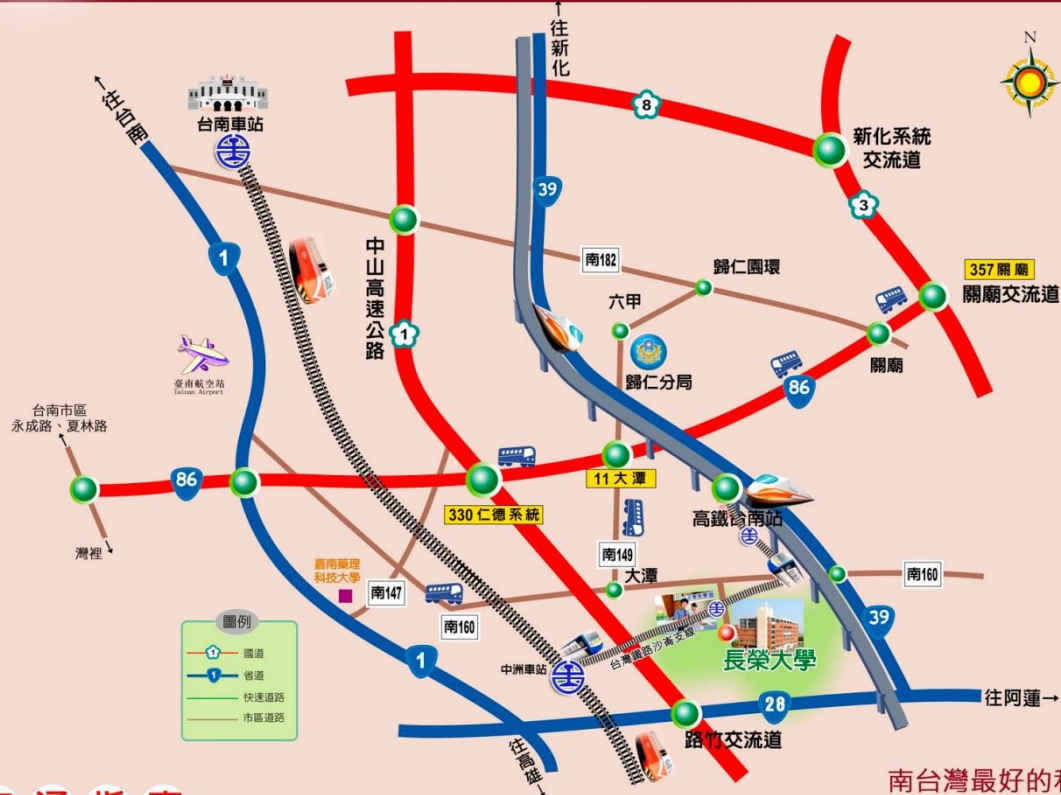 ↑往新化
N
↑往台南
台南車站
8
新化系統
交流道
39
3
1
中山高速公路
南182
歸仁園環
357關廟
關廟交流道
六甲
1
歸仁分局
關廟
臺南航空站
Tainan Airport
86
台南市區
永成路、夏林路
86
11大潭
330仁德系統
高鐵台南站
灣裡
嘉南藥理
科技大學
南147
南149
大潭
南160
南160
圖例
1 國道
1 省道
快速道路
市區道路
1
中洲車站
台灣鐵路沙崙支線
長榮大學
39
28
往阿蓮→
路竹交流道
往高雄→
南台灣最好的